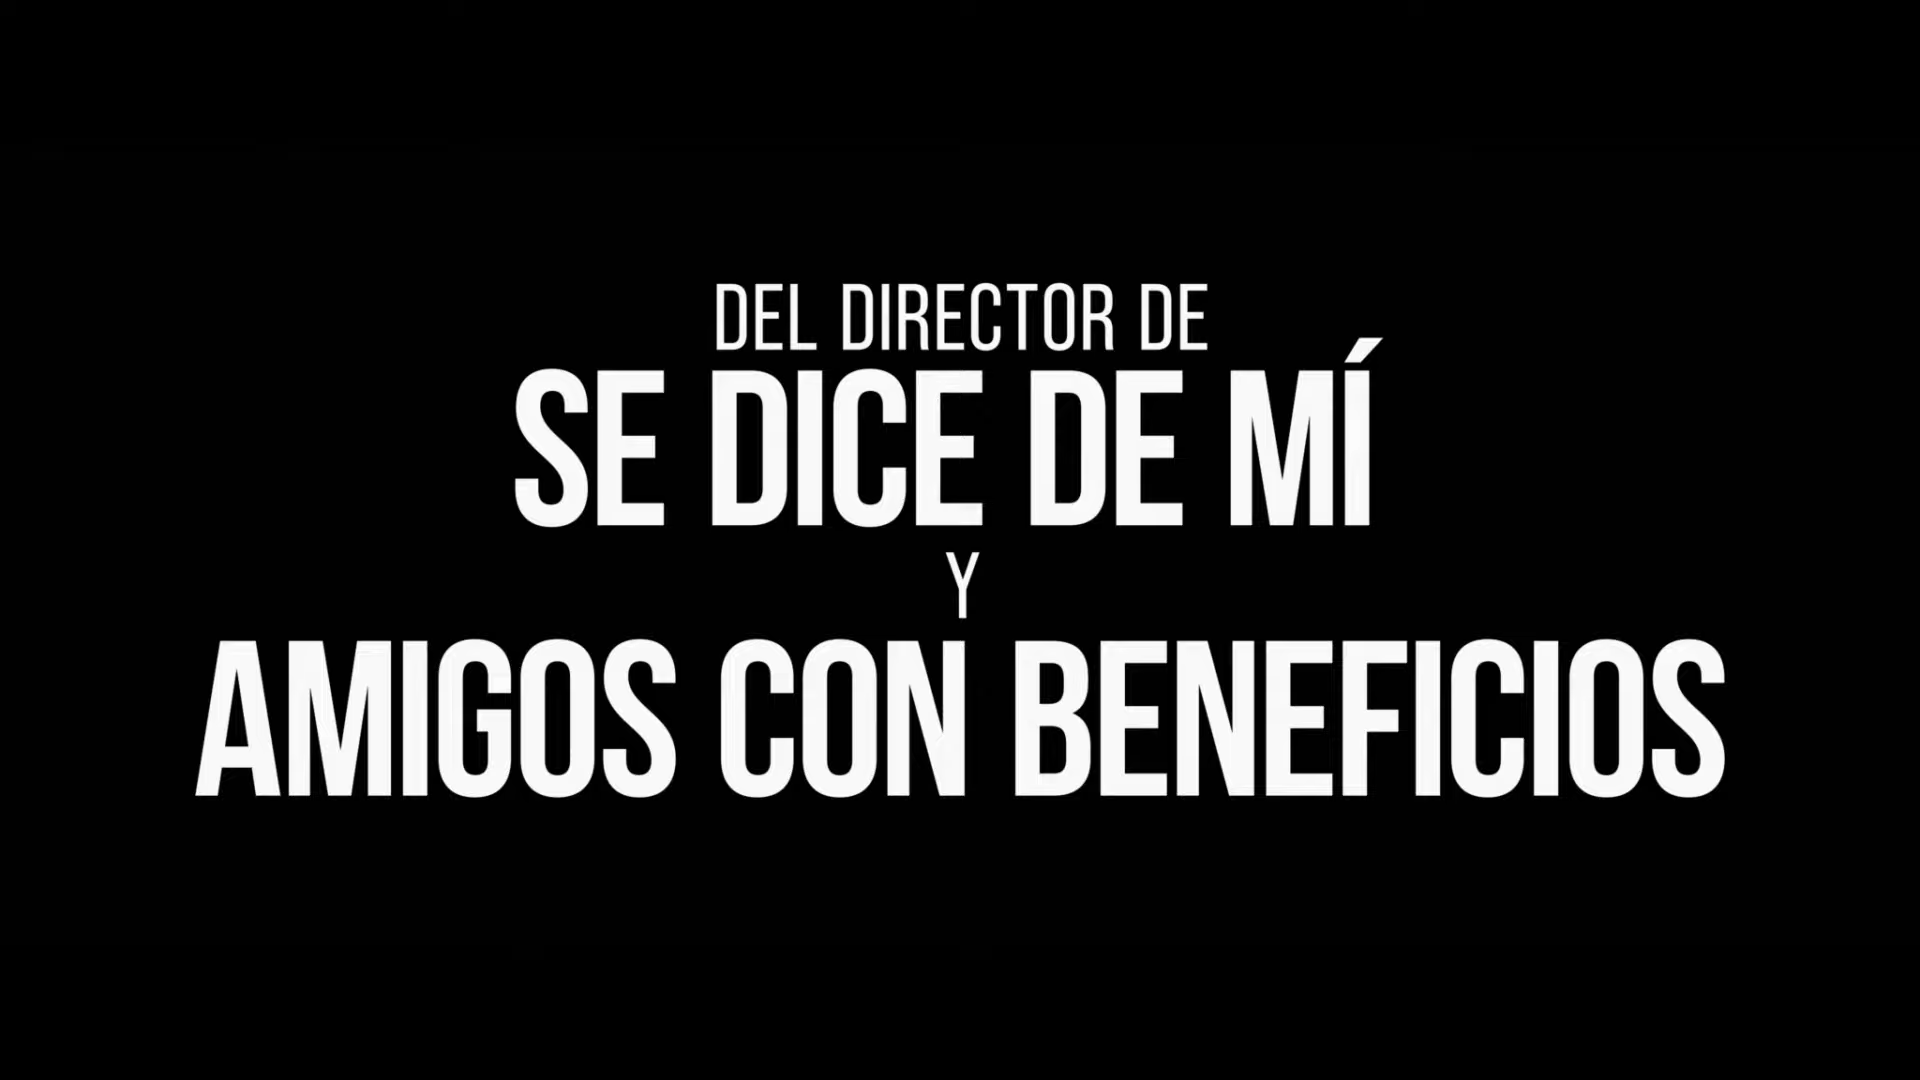 DEL DIRECTOR DE
SE DICE DE MÍ
Y
AMIGOS CON BENEFICIOS